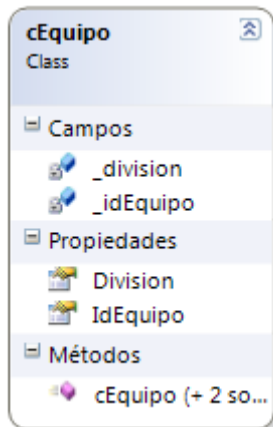 cEquipo
Class
Campos
_division
_idEquipo
Propiedades
Division
IdEquipo
Métodos
cEquipo (+ 2 so...